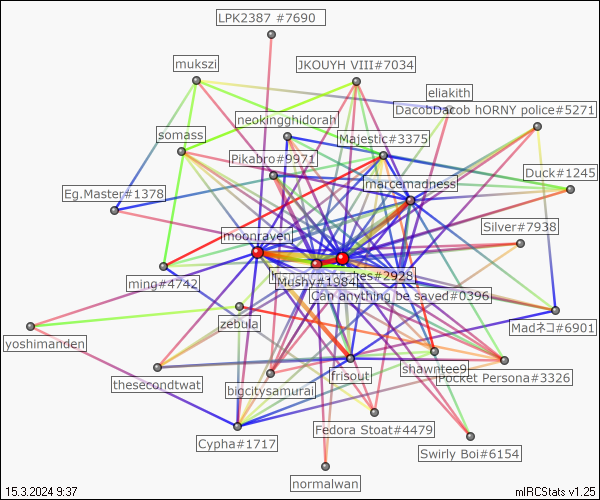 LPK2387 #7690
mukszi
JKOUYH VIII#7034
eliakith
DacobDacob hORNY police#5271
neokingghidorah
somass
Majestic#3375
Pikabro#9971
Duck#1245
marcemadness
Eg.Master#1378
Silver#7938
moonraven
ming#4742
Mushy#1984
kes#2928
Can anything be saved#0396
zebula
Madネコ#6901
yoshimanden
Shawntee9
frisout
Pocket Persona#3326
thesecondtwat
bigcitysamurai
Fedora Stoat#4479
Cypha#1717
Swirly Boi#6154
normalwan
15.3.2024 9:37
mIRCStats v1.25